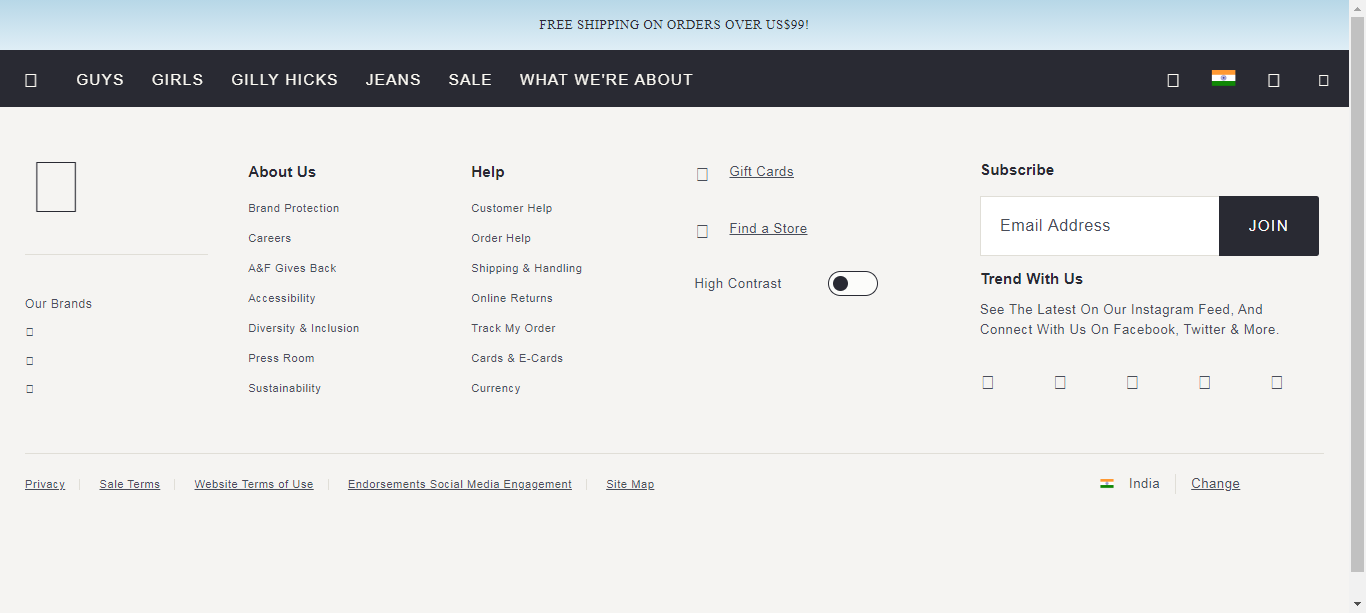 FREE SHIPPING ON ORDERS OVER US$99!
GUYS GIRLS GILLY HICKS JEANS SALE WHAT WE'RE ABOUT
Our Brands
About Us
Brand Protection
Careers
A&F Gives Back
Accessibility
Diversity & Inclusion
Press Room
Sustainability
Help
Customer Help
Order Help
Shipping & Handling
Online Returns
Track My Order
Cards & E-Cards
Currency
Gift Cards
Find a Store
High Contrast
Subscribe
Email Address JOIN
Trend With Us
See The Latest On Our Instagram Feed, And
Connect With Us On Facebook, Twitter & More.
Privacy Sale Terms Website Terms of Use Endorsements Social Media Engagement Site Map India Change